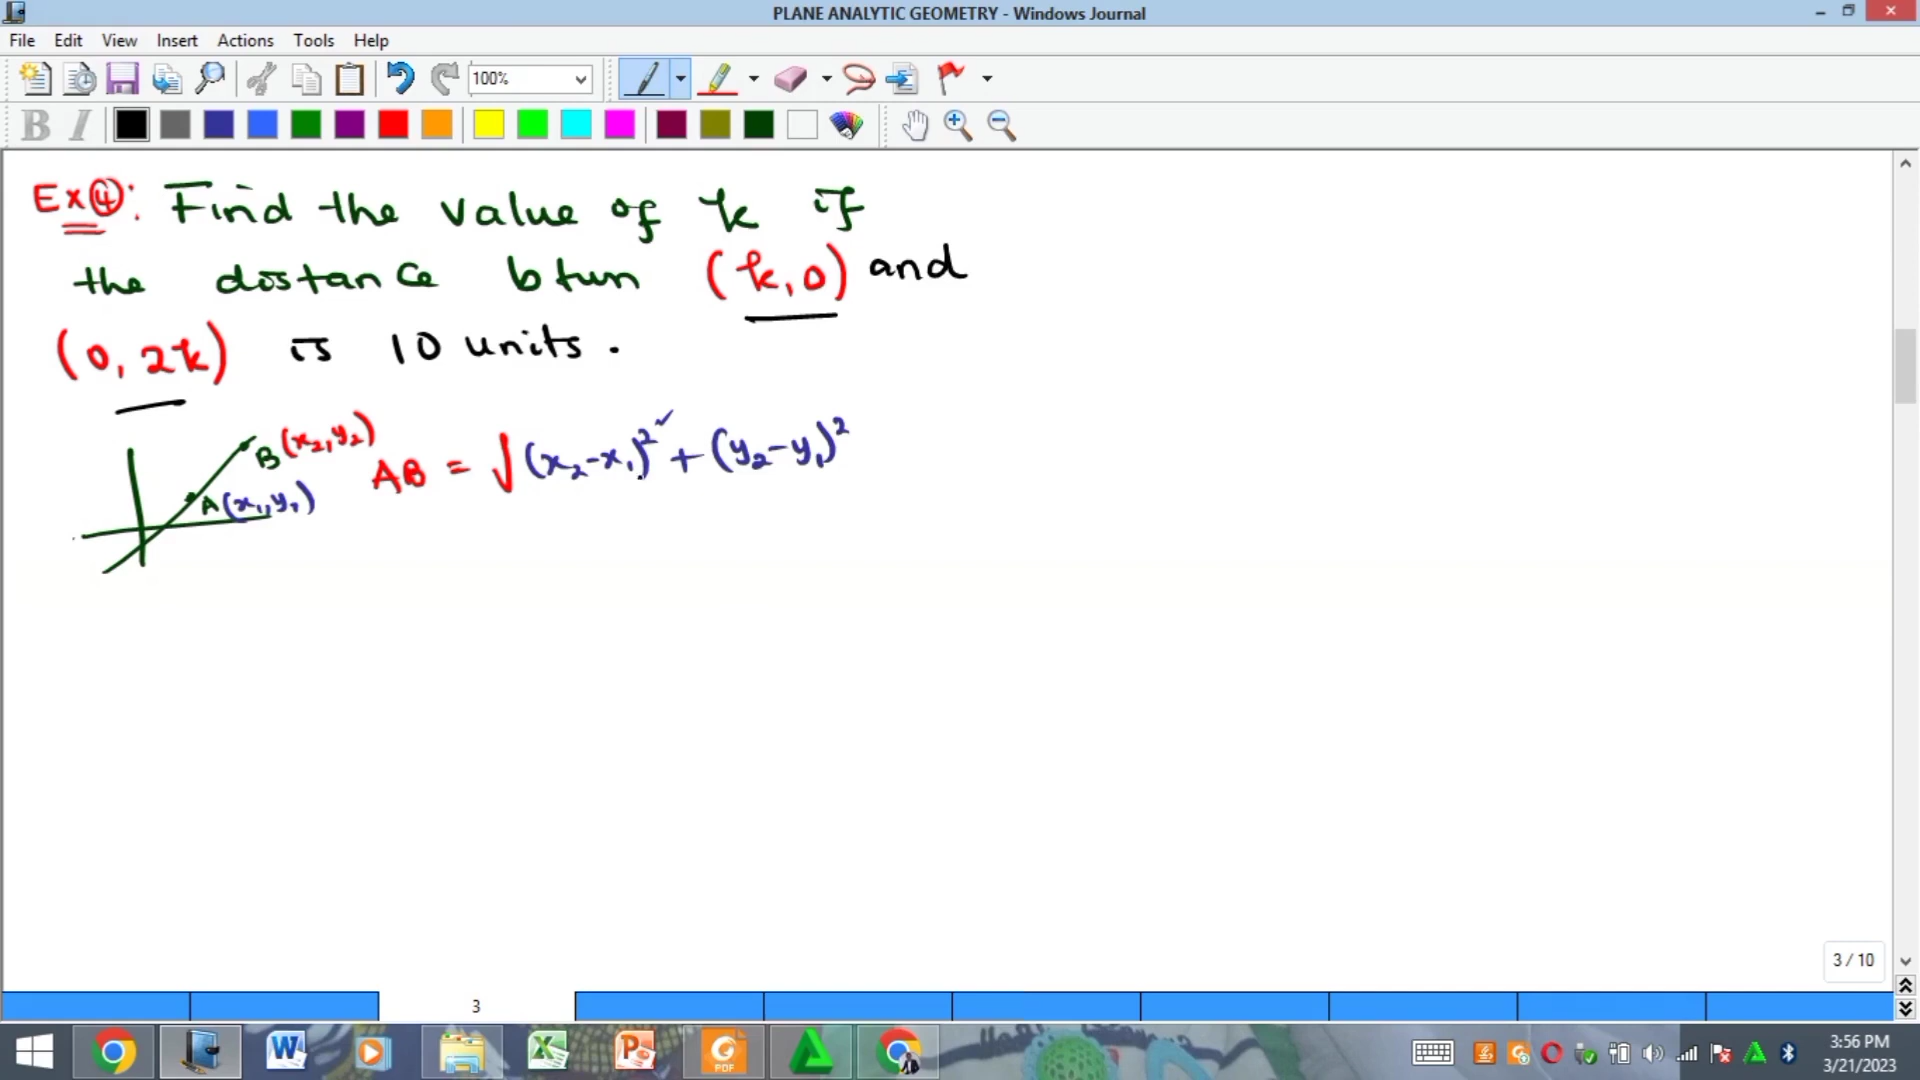 PLANE ANALYTIC GEOMETRY - Windows Journal
File Edit View Insert Actions Tools Help
100%
B I
Ex④: Find the value of k if
the distance btwn (k,0) and
(0, 2k) is 10 units.
B(x₂,y₂)
A(x₁,y₁)
AB = √(x₂-x₁)² + (y₂-y₁)²
3 / 10
3
PDF
3:56 PM
3/21/2023